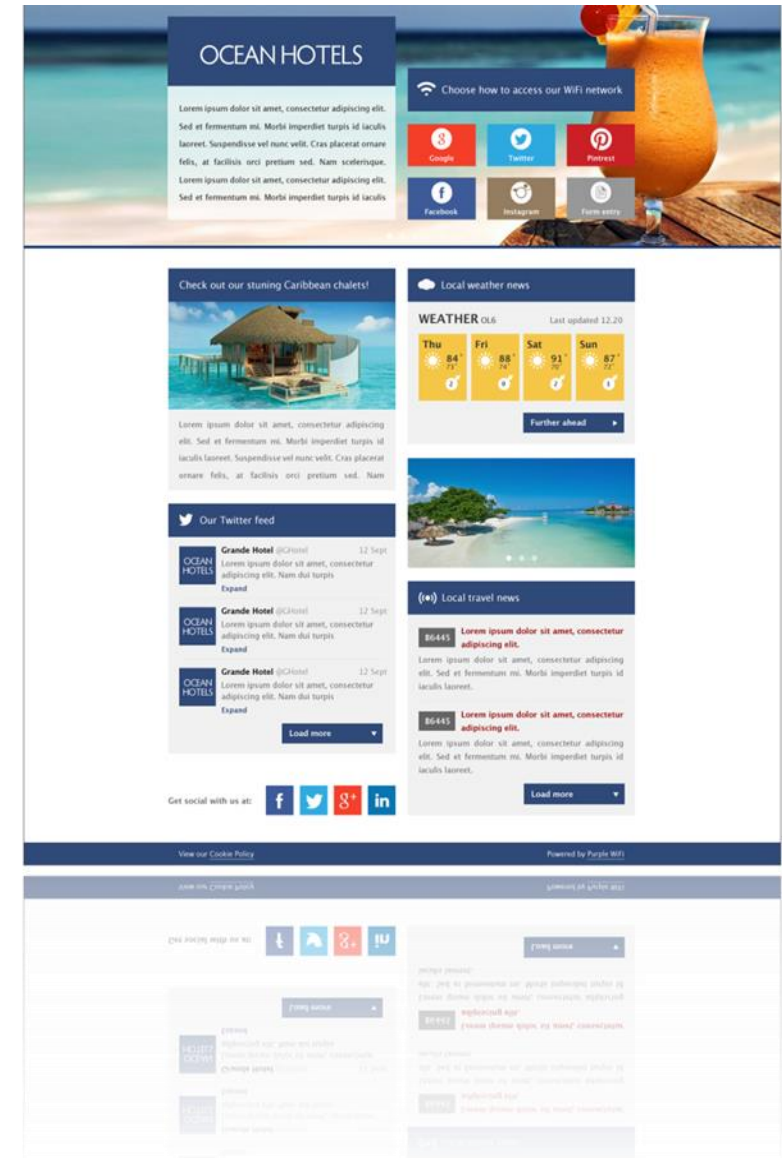 OCEAN HOTELS
Lorem ipsum dolor sit amet, consectetur adipiscing elit.
Sed et fermentum mi. Morbi imperdiet turpis id iaculis
laoreet. Suspendisse vel nunc velit. Cras placerat ornare
felis, at facilisis orci pretium sed. Nam scelerisque.
Lorem ipsum dolor sit amet, consectetur adipiscing elit.
Sed et fermentum mi. Morbi imperdiet turpis id iaculis
Choose how to access our WiFi network
Google
Twitter
Pintrest
Facebook
Instagram
Form entry
Check out our stuning Caribbean chalets!
Lorem ipsum dolor sit amet, consectetur adipiscing
elit. Sed et fermentum mi. Morbi imperdiet turpis id
iaculis laoreet. Suspendisse vel nunc velit. Cras placerat
ornare felis, at facilisis orci pretium sed. Nam
Our Twitter feed
OCEAN
HOTELS
Grande Hotel @GHotel 12 Sept
Lorem ipsum dolor sit amet, consectetur
adipiscing elit. Nam dui turpis
Expand
OCEAN
HOTELS
Grande Hotel @GHotel 12 Sept
Lorem ipsum dolor sit amet, consectetur
adipiscing elit. Nam dui turpis
Expand
OCEAN
HOTELS
Grande Hotel @GHotel 12 Sept
Lorem ipsum dolor sit amet, consectetur
adipiscing elit. Nam dui turpis
Expand
Load more
Get social with us at:
Local weather news
WEATHER OL6 Last updated 12.20
Thu Fri Sat Sun
84° 88° 91° 87°
73° 74° 70° 72°
Further ahead
Local travel news
B6445 Lorem ipsum dolor sit amet, consectetur
adipiscing elit.
Lorem ipsum dolor sit amet, consectetur adipiscing
elit. Sed et fermentum mi. Morbi imperdiet turpis id
iaculis laoreet.
B6445 Lorem ipsum dolor sit amet, consectetur
adipiscing elit.
Lorem ipsum dolor sit amet, consectetur adipiscing
elit. Sed et fermentum mi. Morbi imperdiet turpis id
iaculis laoreet.
Load more
View our Cookie Policy Powered by Purple WiFi